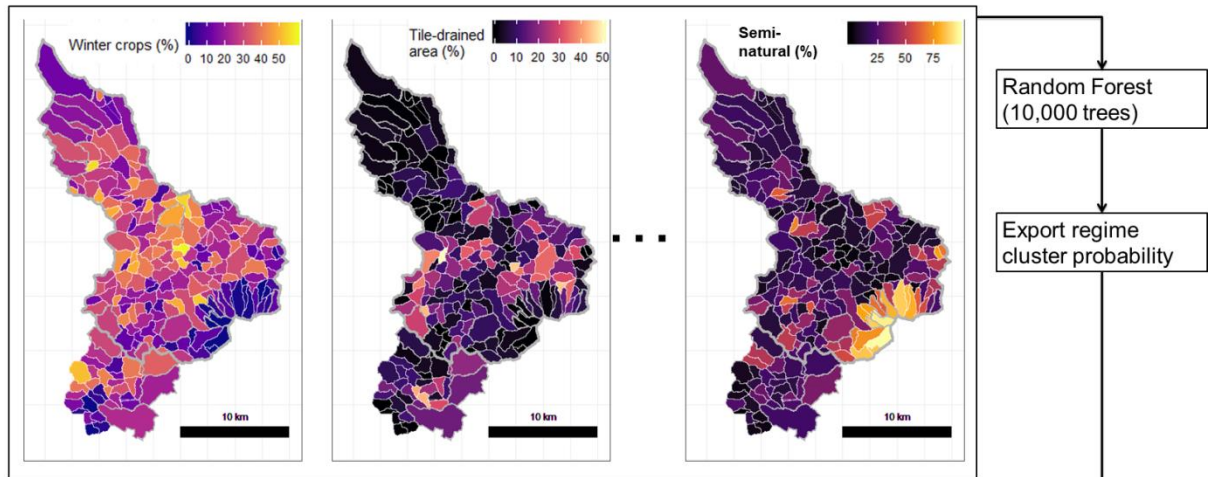 Winter crops (%)
0 10 20 30 40 50
Tile-drained
area (%)
0 10 20 30 40 50
Semi-
natural (%)
25 50 75
10 km
10 km
10 km
Random Forest
(10,000 trees)
Export regime
cluster probability